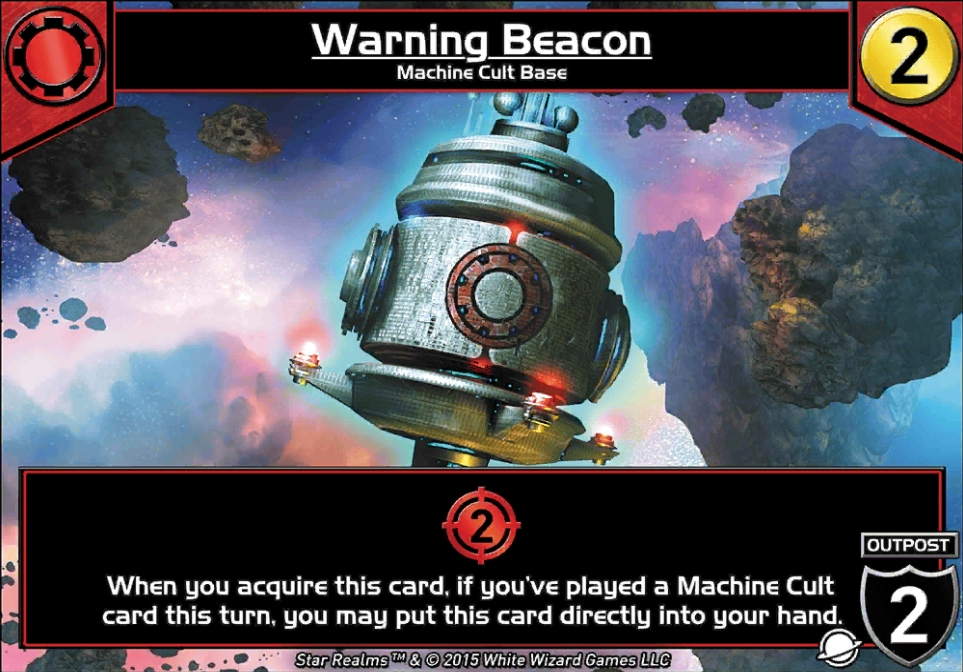 Warning Beacon
Machine Cult Base
2
2
When you acquire this card, if you've played a Machine Cult
card this turn, you may put this card directly into your hand.
OUTPOST
2
Star Realms™ & © 2015 White Wizard Games LLC